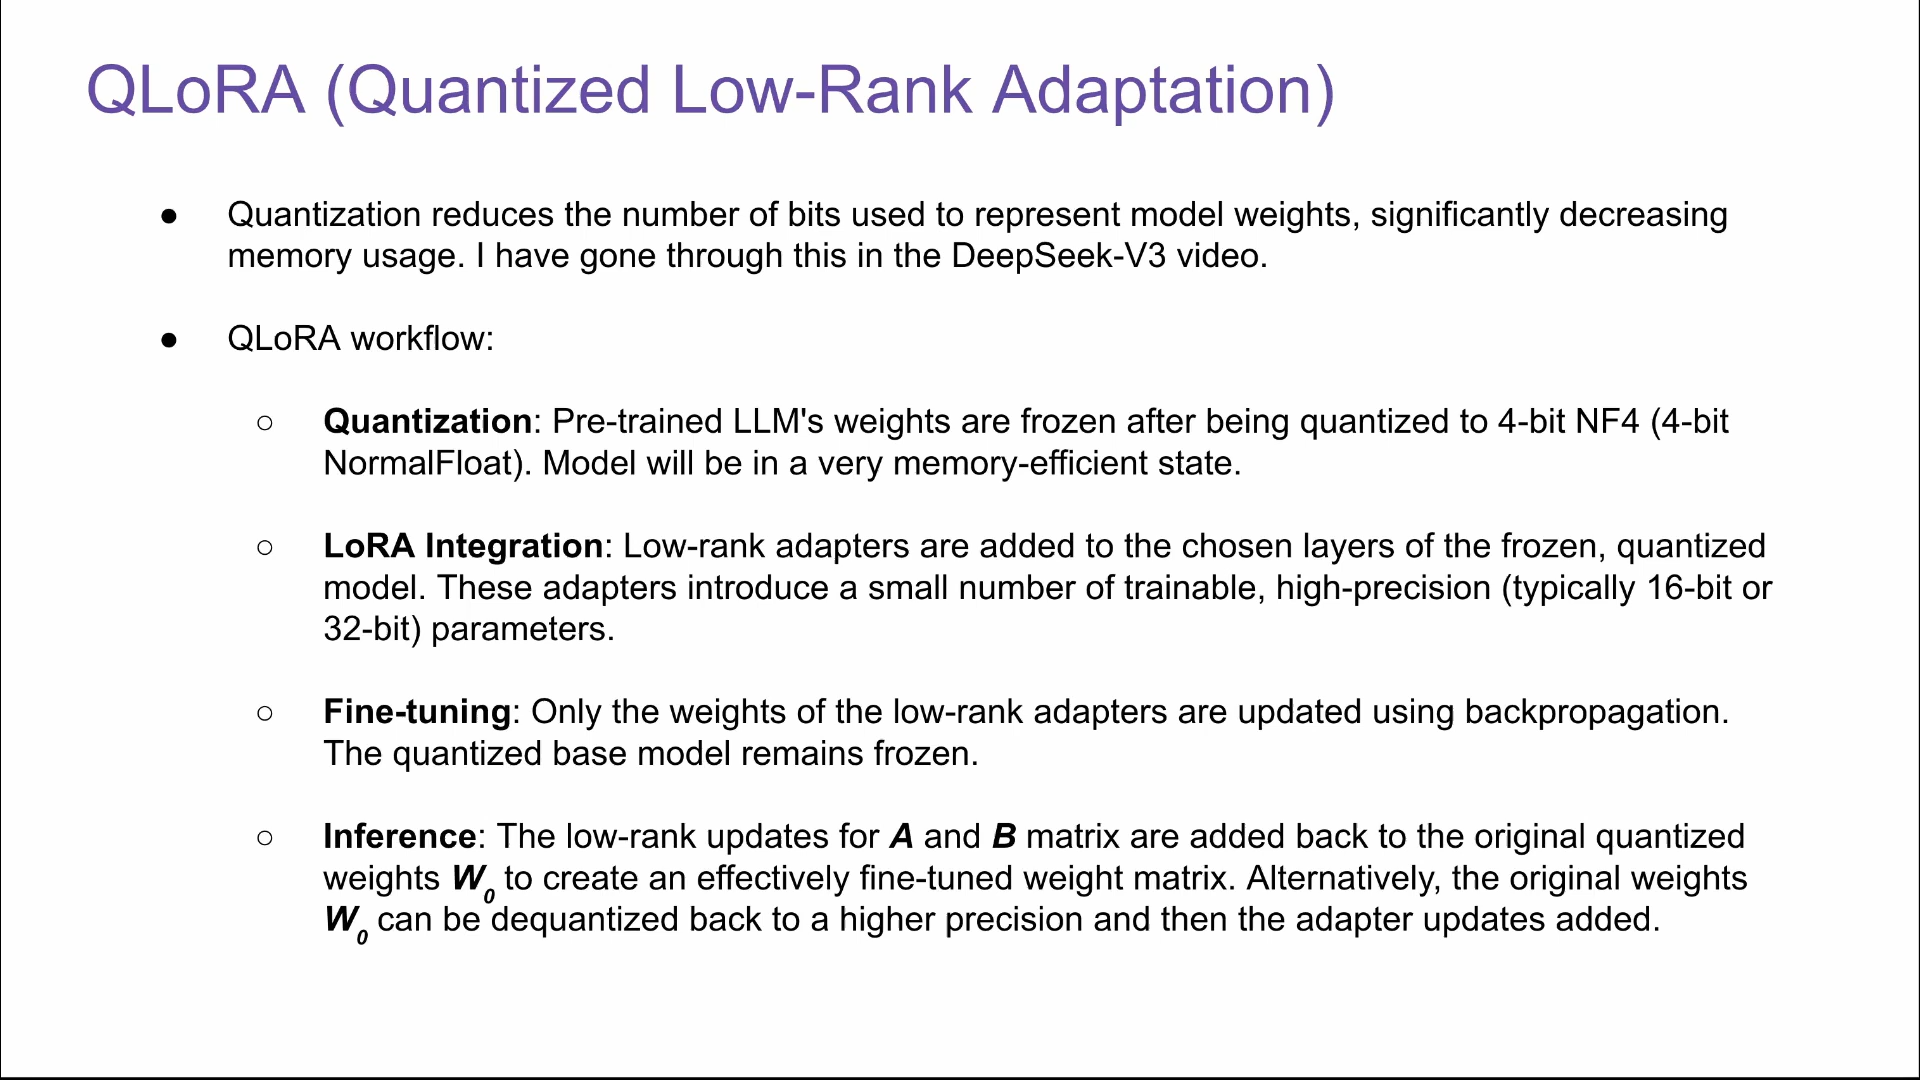 QLoRA (Quantized Low-Rank Adaptation)
● Quantization reduces the number of bits used to represent model weights, significantly decreasing
memory usage. I have gone through this in the DeepSeek-V3 video.
● QLoRA workflow:
○ Quantization: Pre-trained LLM's weights are frozen after being quantized to 4-bit NF4 (4-bit
NormalFloat). Model will be in a very memory-efficient state.
○ LoRA Integration: Low-rank adapters are added to the chosen layers of the frozen, quantized
model. These adapters introduce a small number of trainable, high-precision (typically 16-bit or
32-bit) parameters.
○ Fine-tuning: Only the weights of the low-rank adapters are updated using backpropagation.
The quantized base model remains frozen.
○ Inference: The low-rank updates for A and B matrix are added back to the original quantized
weights W0 to create an effectively fine-tuned weight matrix. Alternatively, the original weights
W0 can be dequantized back to a higher precision and then the adapter updates added.